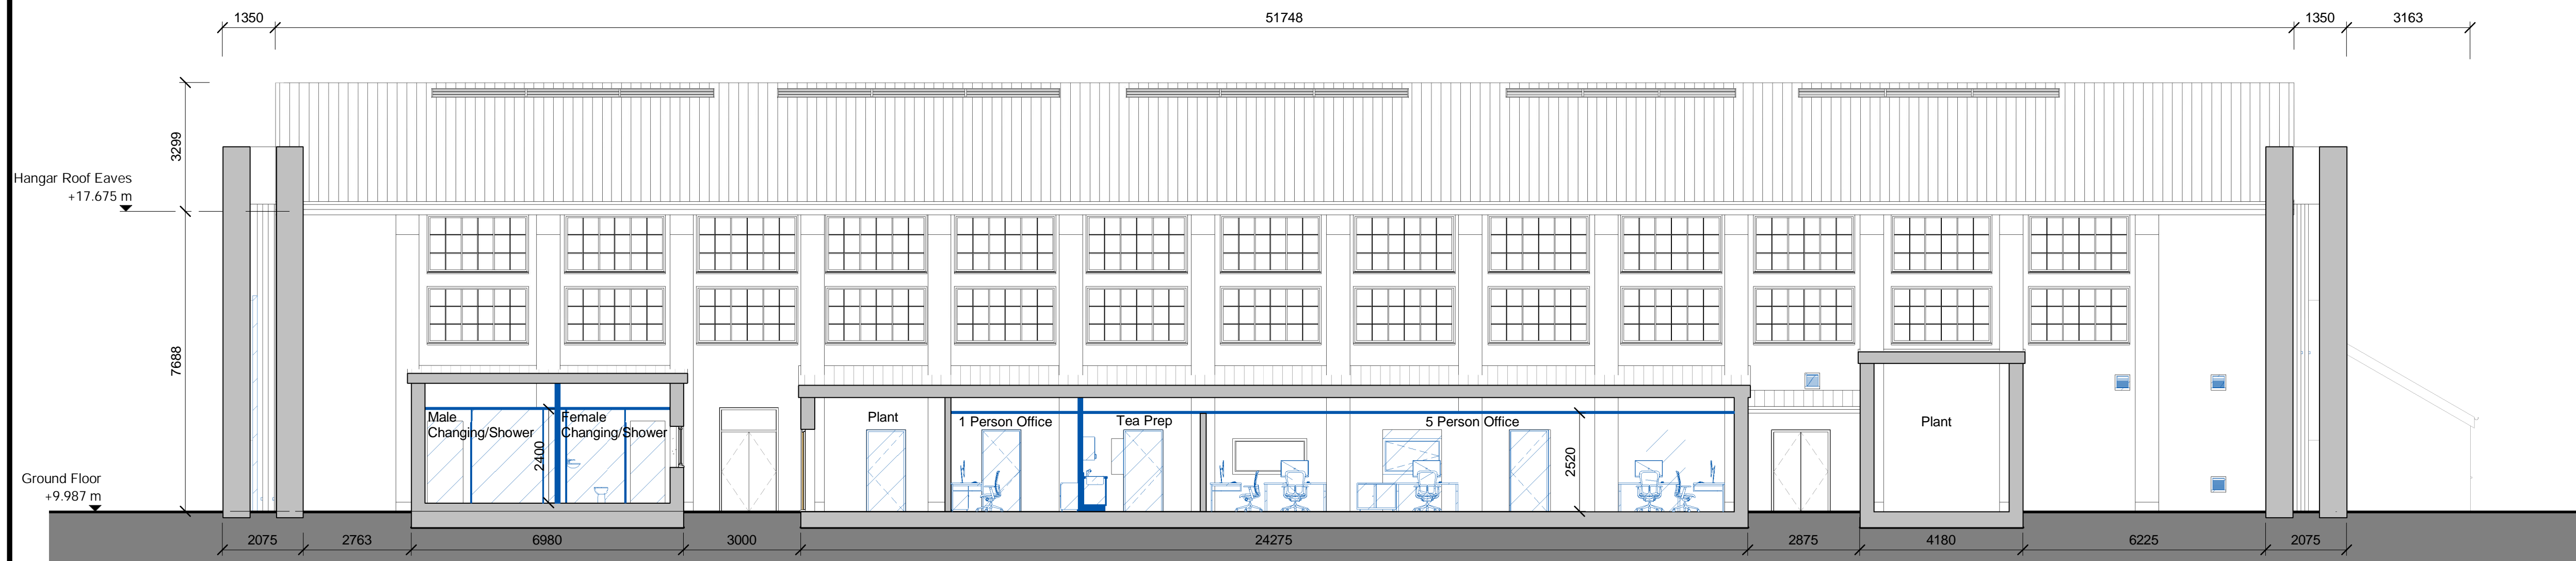 1350
51748
1350
3163
3299
Hangar Roof Eaves
+17.675 m
7688
Male
Changing/Shower
Female
Changing/Shower
2400
Plant
1 Person Office
Tea Prep
5 Person Office
2520
Plant
Ground Floor
+9.987 m
2075
2763
6980
3000
24275
2875
4180
6225
2075